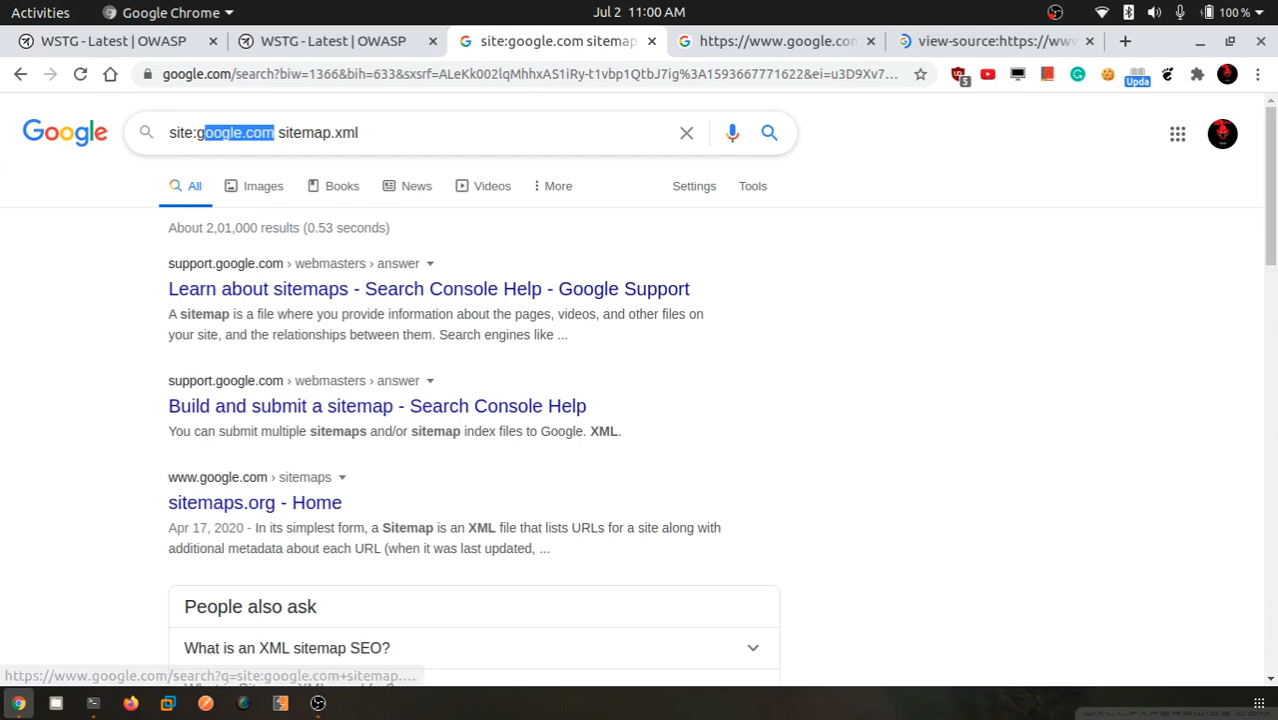 Activities
Google Chrome
Jul 2 11:00 AM
100 %
WSTG - Latest | OWASP
WSTG - Latest | OWASP
site:google.com sitemap
https://www.google.com
view-source:https://www
google.com/search?biw=1366&bih=633&sxsrf=ALeKk002lqMhhxAS1iRy-t1vbp1QtbJ7ig%3A1593667771622&ei=u3D9Xv7...
5
Upda
Google
site:google.com sitemap.xml
All
Images
Books
News
Videos
More
Settings
Tools
About 2,01,000 results (0.53 seconds)
support.google.com › webmasters › answer
Learn about sitemaps - Search Console Help - Google Support
A sitemap is a file where you provide information about the pages, videos, and other files on
your site, and the relationships between them. Search engines like ...
support.google.com › webmasters › answer
Build and submit a sitemap - Search Console Help
You can submit multiple sitemaps and/or sitemap index files to Google. XML.
www.google.com › sitemaps
sitemaps.org - Home
Apr 17, 2020 - In its simplest form, a Sitemap is an XML file that lists URLs for a site along with
additional metadata about each URL (when it was last updated, ...
People also ask
What is an XML sitemap SEO?
https://www.google.com/search?q=site:google.com+sitemap....